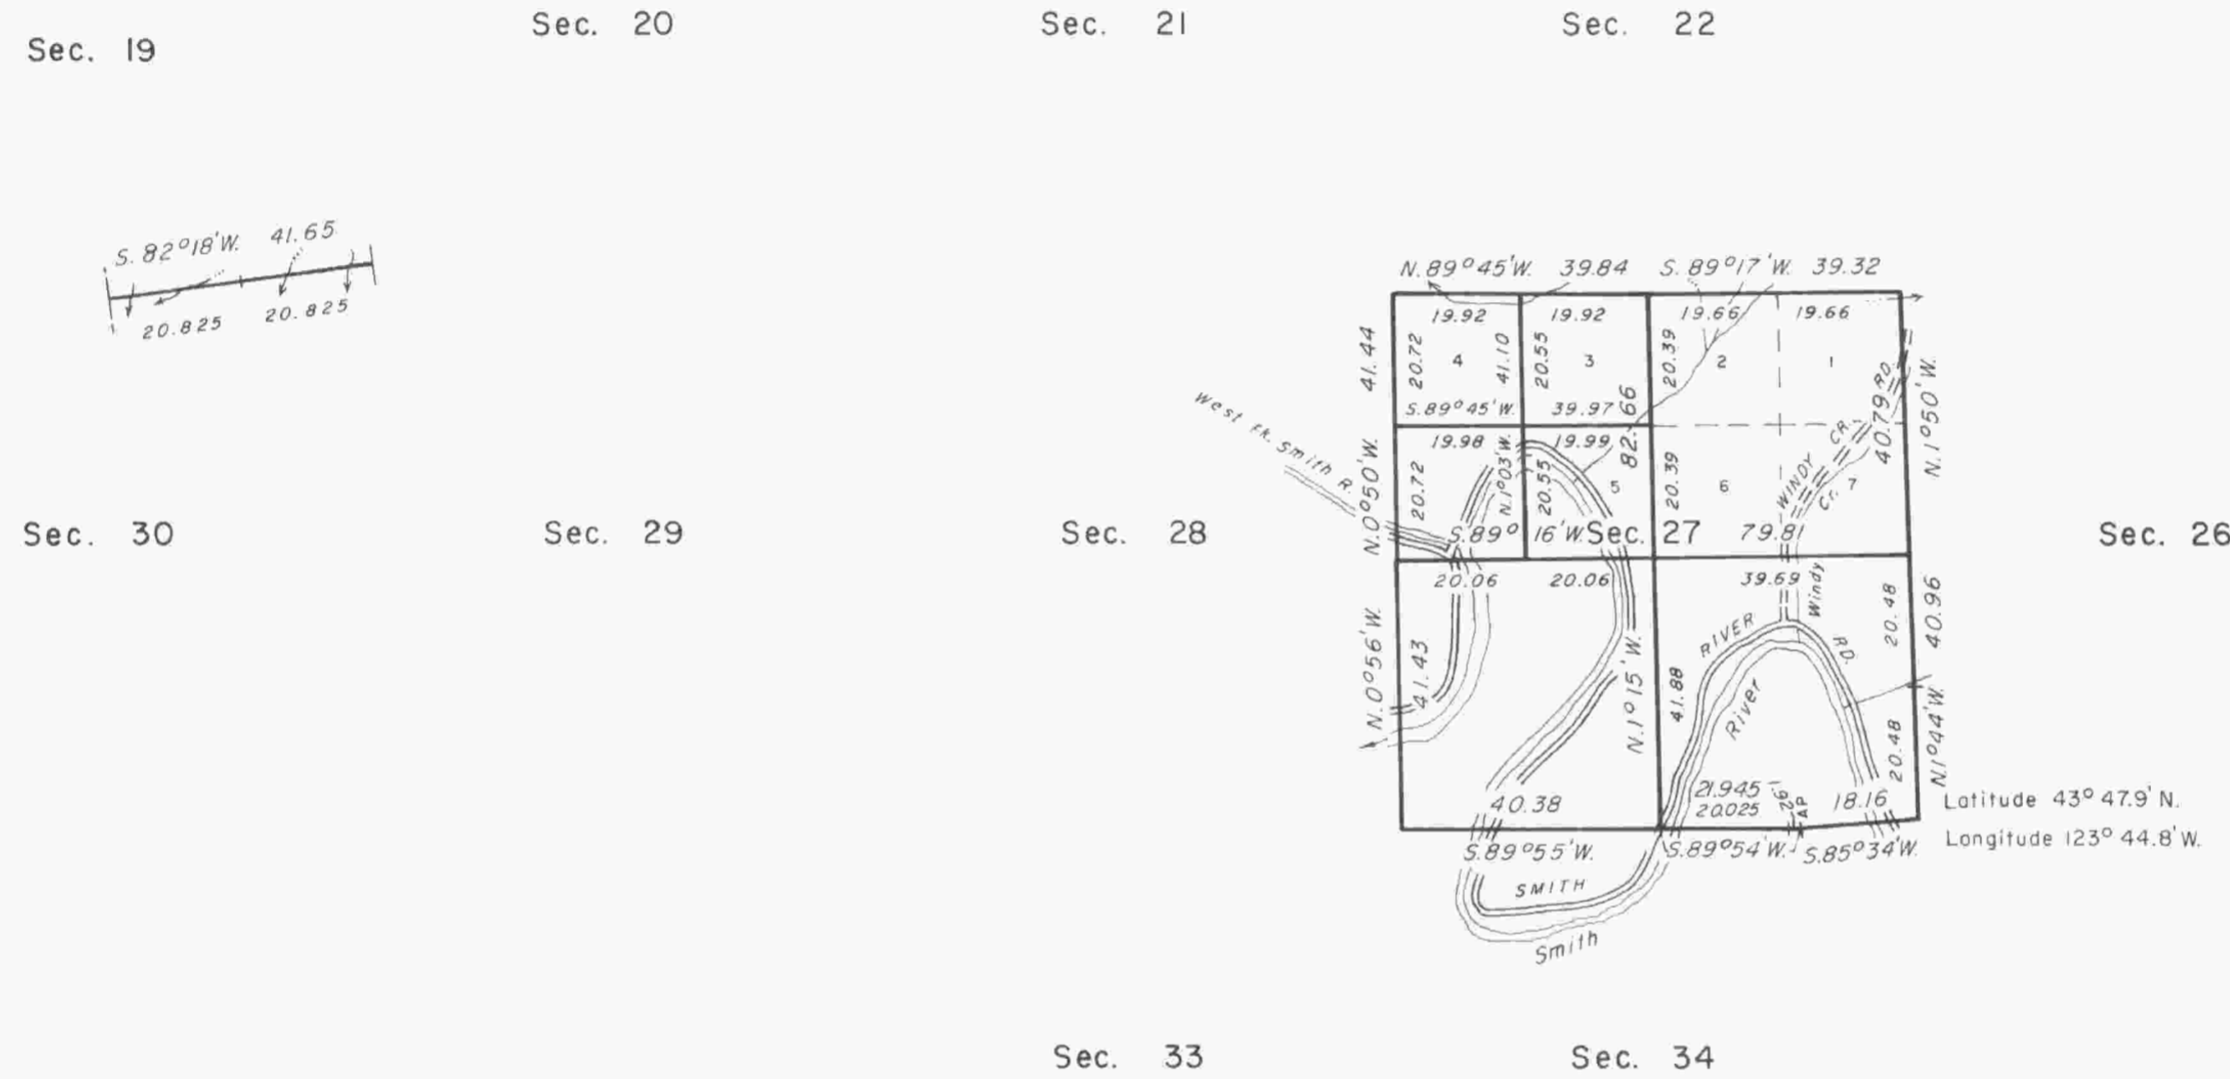 Sec. 19
Sec. 20
Sec. 21
Sec. 22
S. 82°18'W. 41.65
20.825 20.825
N. 89°45'W. 39.84 S. 89°17'W. 39.32
19.92 19.92 19.66 19.66
41.44
20.72
4
41.10
20.55
3
20.39
2
1
S. 89°45'W. 39.97
82.66
40.79
RD.
N. 1°50'W.
West Fk. Smith R.
N. 0°50'W.
19.98 19.99
20.72
N. 1°03'W.
20.55
5
20.39
6
WINDY CR.
Cr. 7
Sec. 30
Sec. 29
Sec. 28
S. 89° 16'W.
Sec. 27
79.8
Sec. 26
20.06 20.06 39.69
Windy
20.48
40.96
N. 0°56'W.
41.43
N. 1°15'W.
41.88
RIVER RD.
River
20.48
N. 1°44'W.
40.38
21.945
20.025
1.92
AP
18.16
Latitude 43° 47.9' N.
Longitude 123° 44.8' W.
S. 89°55'W. S. 89°54'W. S. 85°34'W.
SMITH
Smith
Sec. 33
Sec. 34